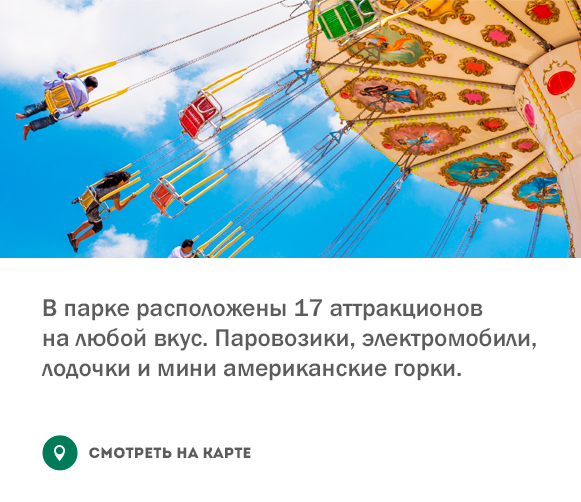 В парке расположены 17 аттракционов
на любой вкус. Паровозики, электромобили,
лодочки и мини американские горки.
СМОТРЕТЬ НА КАРТЕ